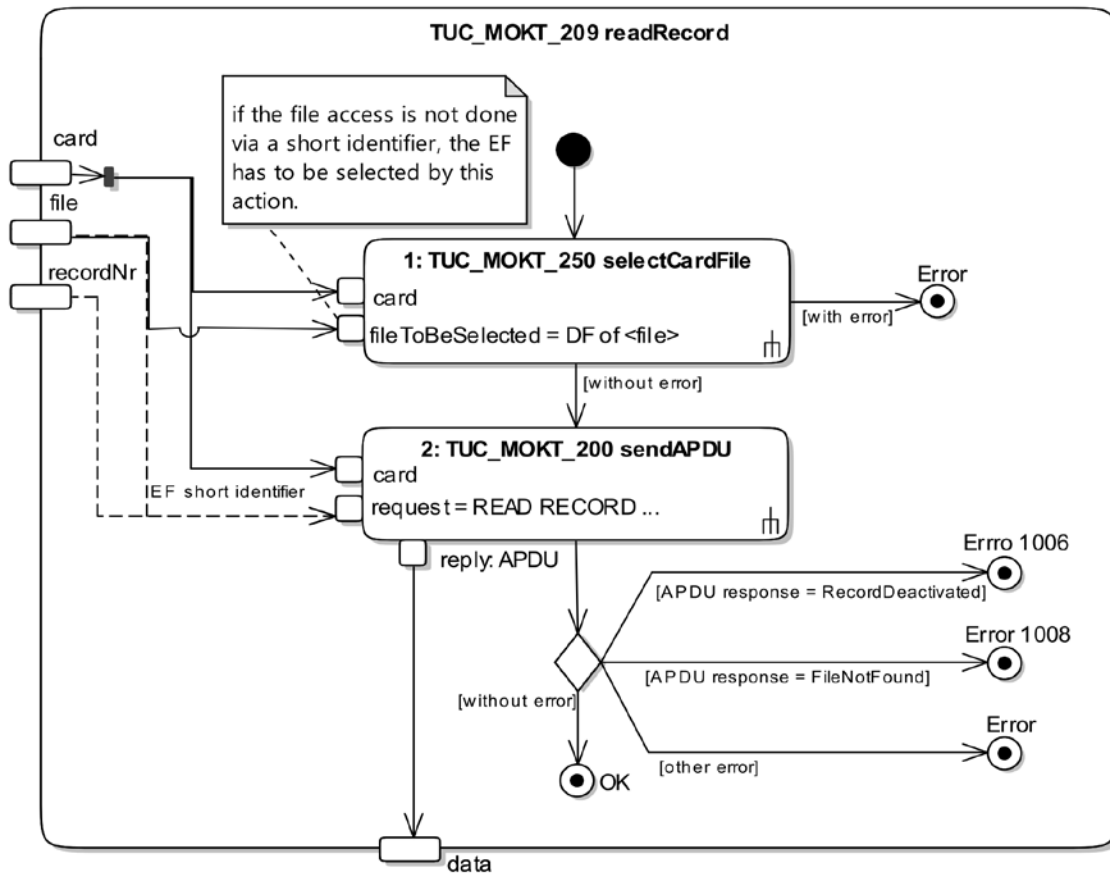 TUC_MOKT_209 readRecord
if the file access is not done
via a short identifier, the EF
has to be selected by this
action.
card
file
recordNr
1: TUC_MOKT_250 selectCardFile
card
fileToBeSelected = DF of <file>
Error
[with error]
[without error]
2: TUC_MOKT_200 sendAPDU
card
EF short identifier
request = READ RECORD ...
reply: APDU
Errro 1006
[APDU response = RecordDeactivated]
Error 1008
[APDU response = FileNotFound]
[without error]
Error
[other error]
OK
data